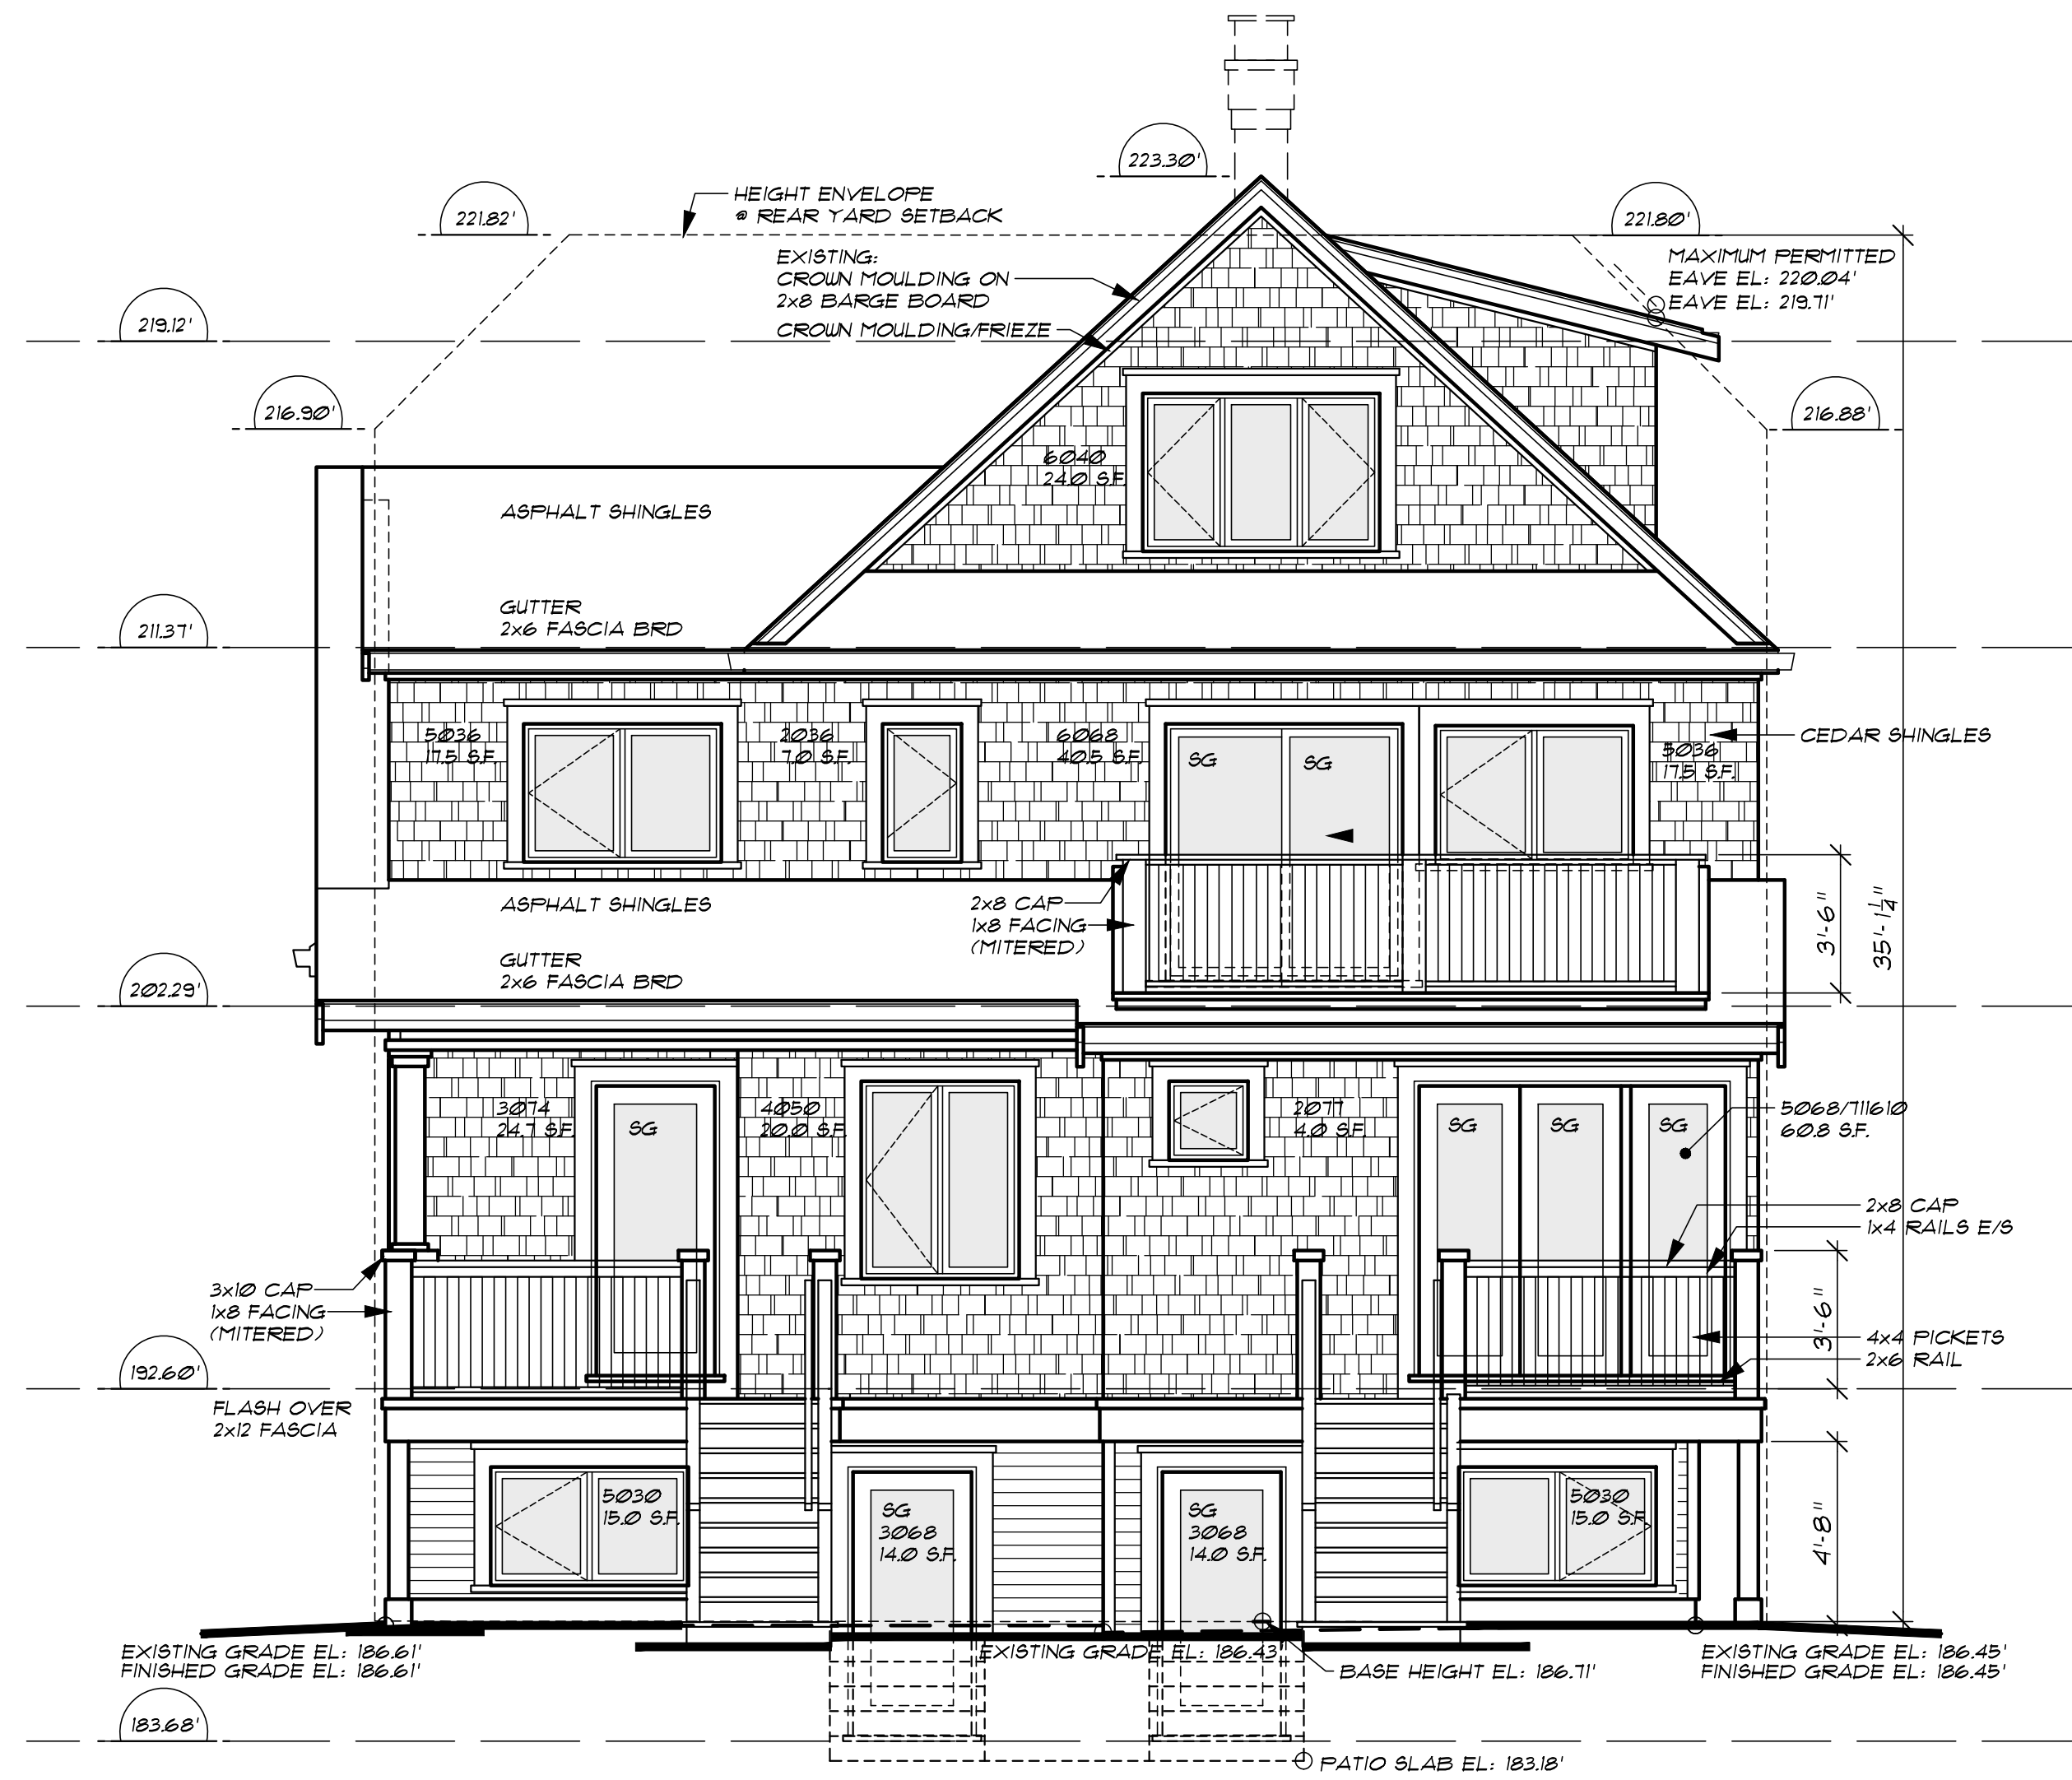 223.30'
221.82'
HEIGHT ENVELOPE
@ REAR YARD SETBACK
221.80'
EXISTING:
CROWN MOULDING ON
2x8 BARGE BOARD
CROWN MOULDING/FRIEZE
MAXIMUM PERMITTED
EAVE EL: 220.04'
EAVE EL: 219.71'
219.12'
216.90'
216.88'
6040
24.0 S.F.
ASPHALT SHINGLES
GUTTER
2x6 FASCIA BRD
211.37'
5036
17.5 S.F.
2036
7.0 S.F.
6068
40.5 S.F.
SG
SG
5036
17.5 S.F.
CEDAR SHINGLES
ASPHALT SHINGLES
2x8 CAP
1x8 FACING
(MITERED)
3'-6"
35'-1 1/4"
GUTTER
2x6 FASCIA BRD
202.29'
3074
24.7 S.F.
SG
4050
20.0 S.F.
2077
4.0 S.F.
SG
SG
SG
5068/711610
60.8 S.F.
2x8 CAP
1x4 RAILS E/S
3x10 CAP
1x8 FACING
(MITERED)
3'-6"
4x4 PICKETS
2x6 RAIL
192.60'
FLASH OVER
2x12 FASCIA
5030
15.0 S.F.
SG
3068
14.0 S.F.
SG
3068
14.0 S.F.
5030
15.0 S.F.
4'-8"
EXISTING GRADE EL: 186.61'
FINISHED GRADE EL: 186.61'
EXISTING GRADE EL: 186.43'
BASE HEIGHT EL: 186.71'
EXISTING GRADE EL: 186.45'
FINISHED GRADE EL: 186.45'
183.68'
PATIO SLAB EL: 183.18'